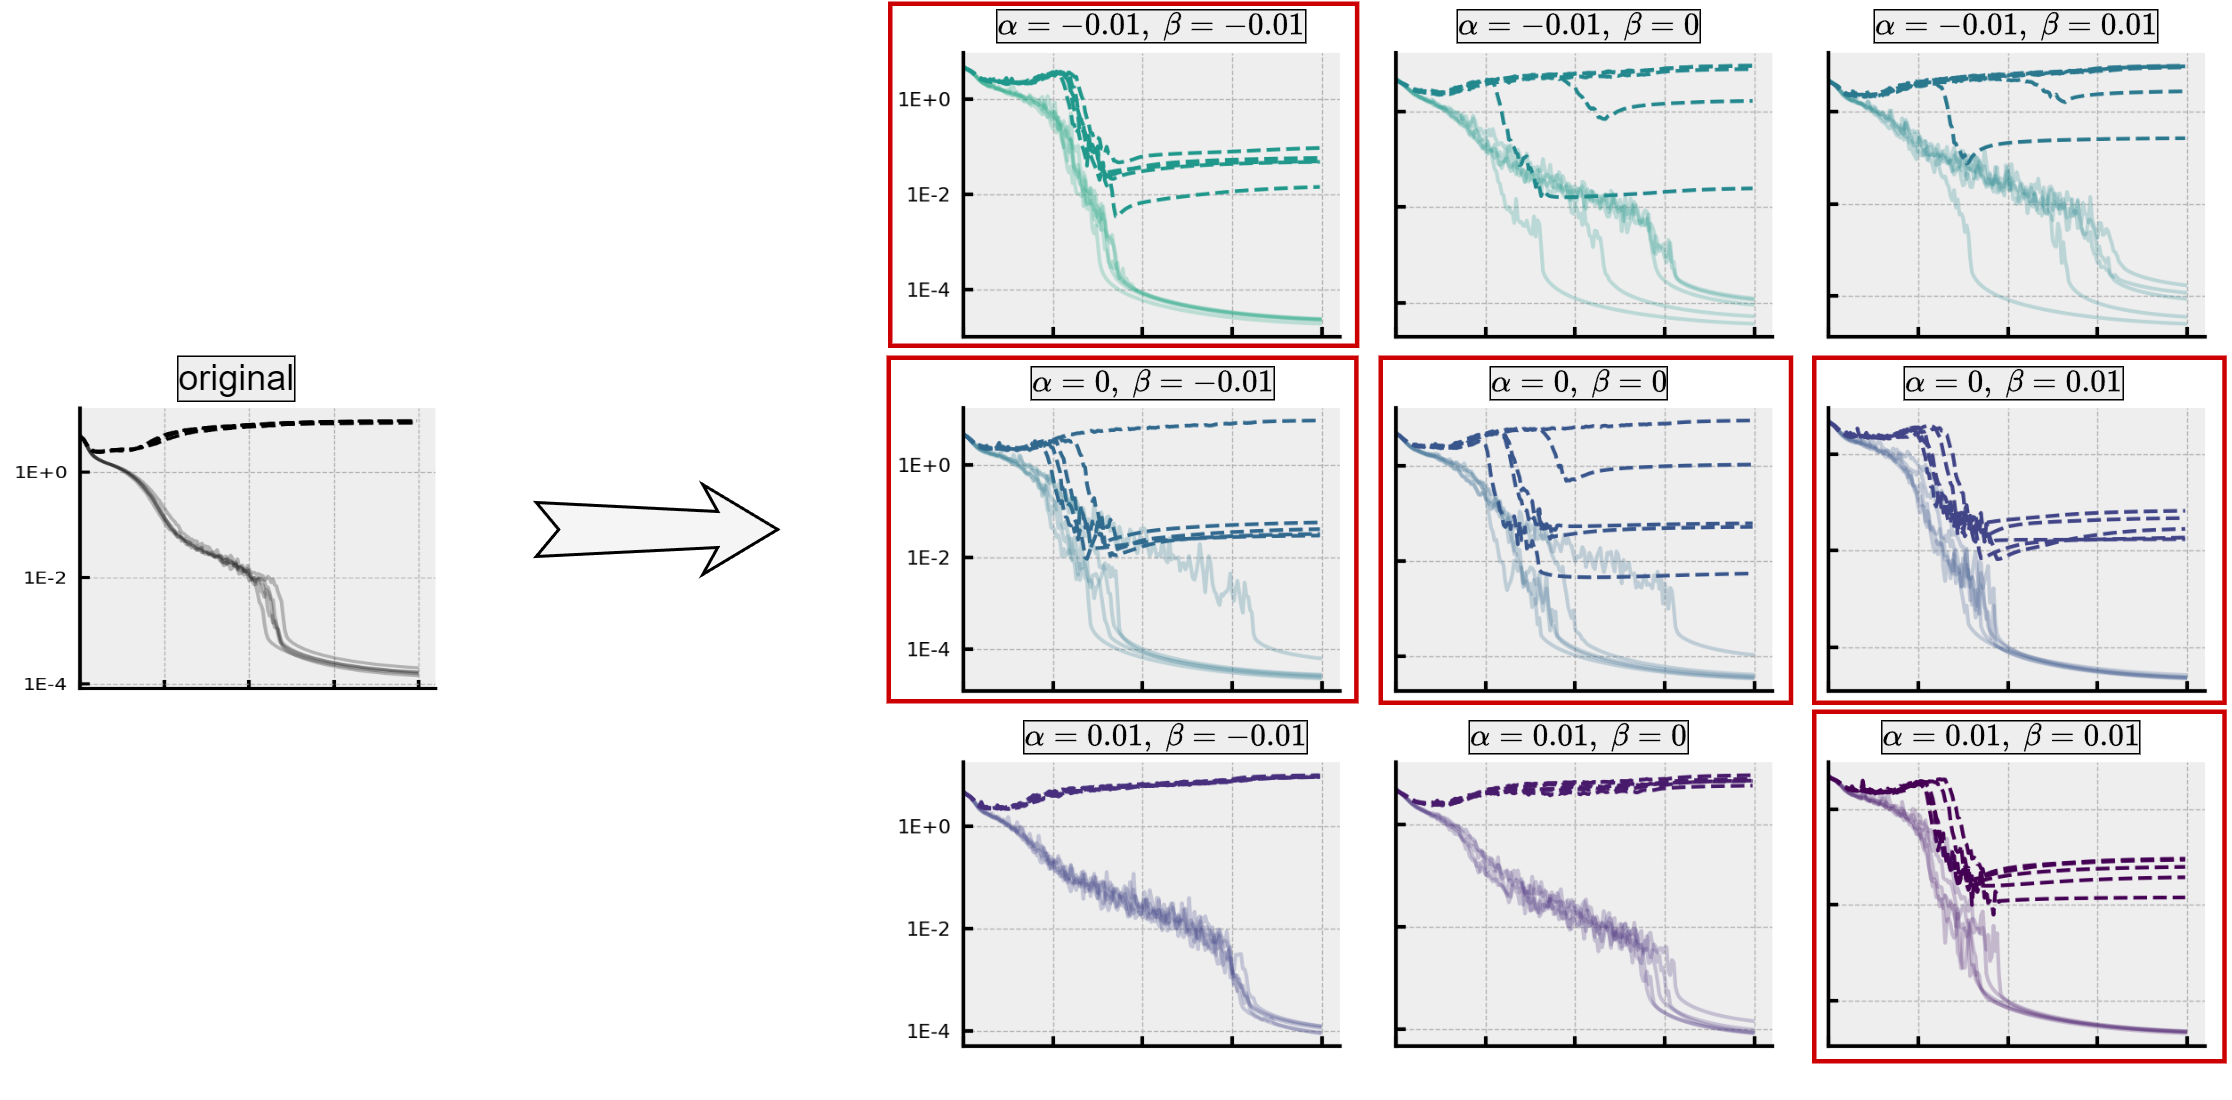 α = −0.01, β = −0.01
α = −0.01, β = 0
α = −0.01, β = 0.01
1E+0
1E-2
1E-4
original
1E+0
1E-2
1E-4
α = 0, β = −0.01
α = 0, β = 0
α = 0, β = 0.01
1E+0
1E-2
1E-4
α = 0.01, β = −0.01
α = 0.01, β = 0
α = 0.01, β = 0.01
1E+0
1E-2
1E-4